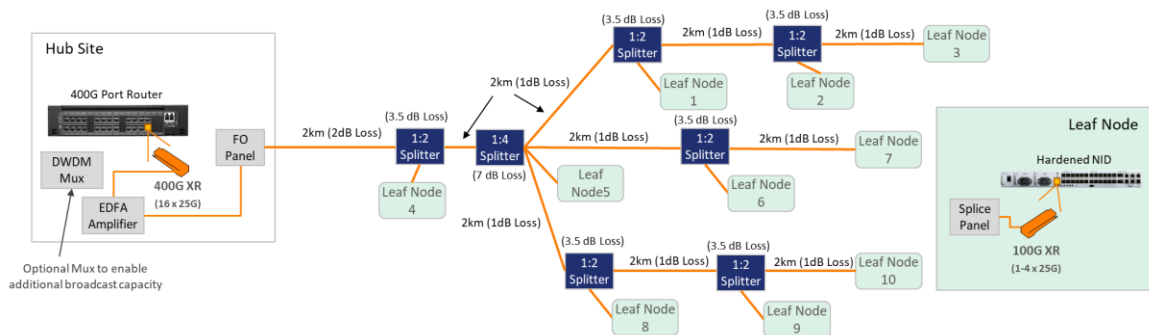 Hub Site
400G Port Router
DWDM
Mux
400G XR
(16 x 25G)
EDFA
Amplifier
FO
Panel
Optional Mux to enable
additional broadcast capacity
2km (2dB Loss)
(3.5 dB Loss)
1:2
Splitter
Leaf Node
4
2km (1dB Loss)
1:4
Splitter
(7 dB Loss)
(3.5 dB Loss)
1:2
Splitter
Leaf Node
1
2km (1dB Loss)
(3.5 dB Loss)
1:2
Splitter
Leaf Node
2
2km (1dB Loss)
Leaf Node
3
2km (1dB Loss)
Leaf
Node5
(3.5 dB Loss)
1:2
Splitter
Leaf Node
6
2km (1dB Loss)
Leaf Node
7
2km (1dB Loss)
(3.5 dB Loss)
1:2
Splitter
Leaf Node
8
2km (1dB Loss)
(3.5 dB Loss)
1:2
Splitter
Leaf Node
9
2km (1dB Loss)
Leaf Node
10
Leaf Node
Hardened NID
Splice
Panel
100G XR
(1-4 x 25G)